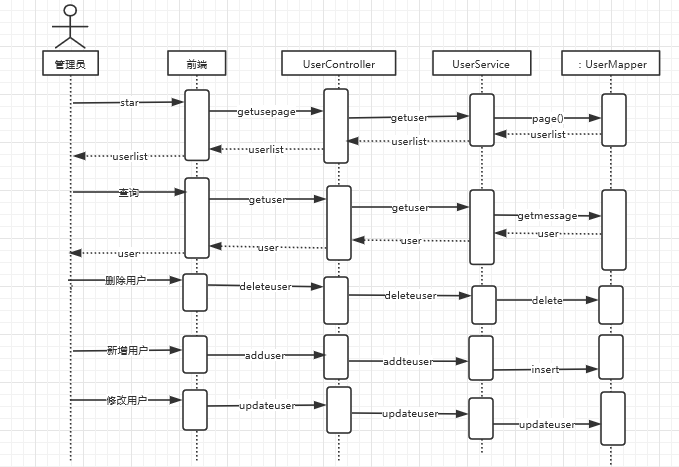 管理员
前端
UserController
UserService
: UserMapper
star
getusepage
getuser
page()
userlist
userlist
userlist
userlist
查询
getuser
getuser
getmessage
user
user
user
user
删除用户
deleteuser
deleteuser
delete
新增用户
adduser
addteuser
insert
修改用户
updateuser
updateuser
updateuser